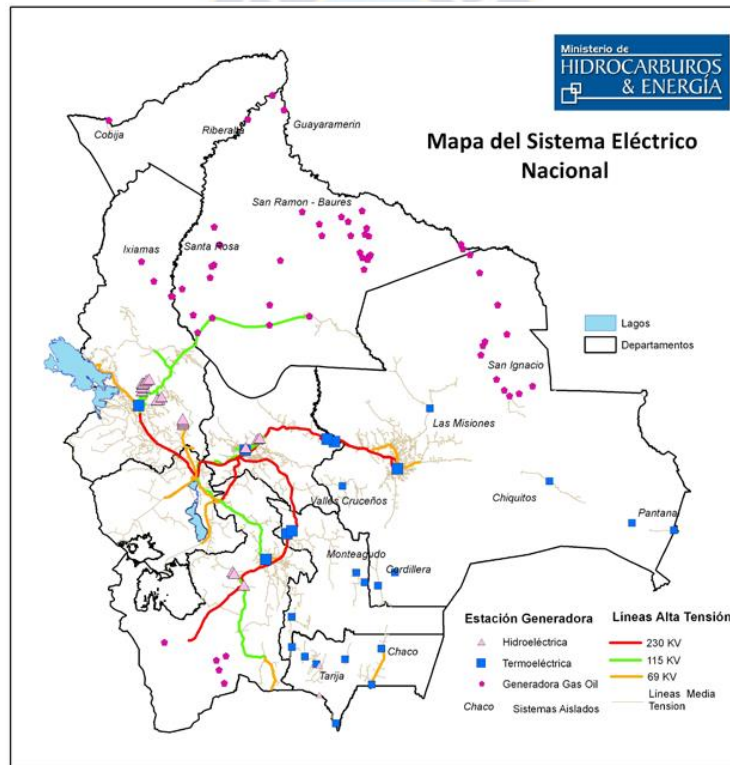 Ministerio de
HIDROCARBUROS
& ENERGÍA
Mapa del Sistema Eléctrico
Nacional
Cobija
Riberalta
Guayaramerin
San Ramon - Baures
Ixiamas
Santa Rosa
Lagos
Departamentos
San Ignacio
Las Misiones
Valles Cruceños
Chiquitos
Pantana
Monteagudo
Cordillera
Chaco
Tarija
Estación Generadora
Hidroeléctrica
Termoeléctrica
Generadora Gas Oil
Chaco Sistemas Aislados
Lineas Alta Tensión
230 KV
115 KV
69 KV
Lineas Media
Tension